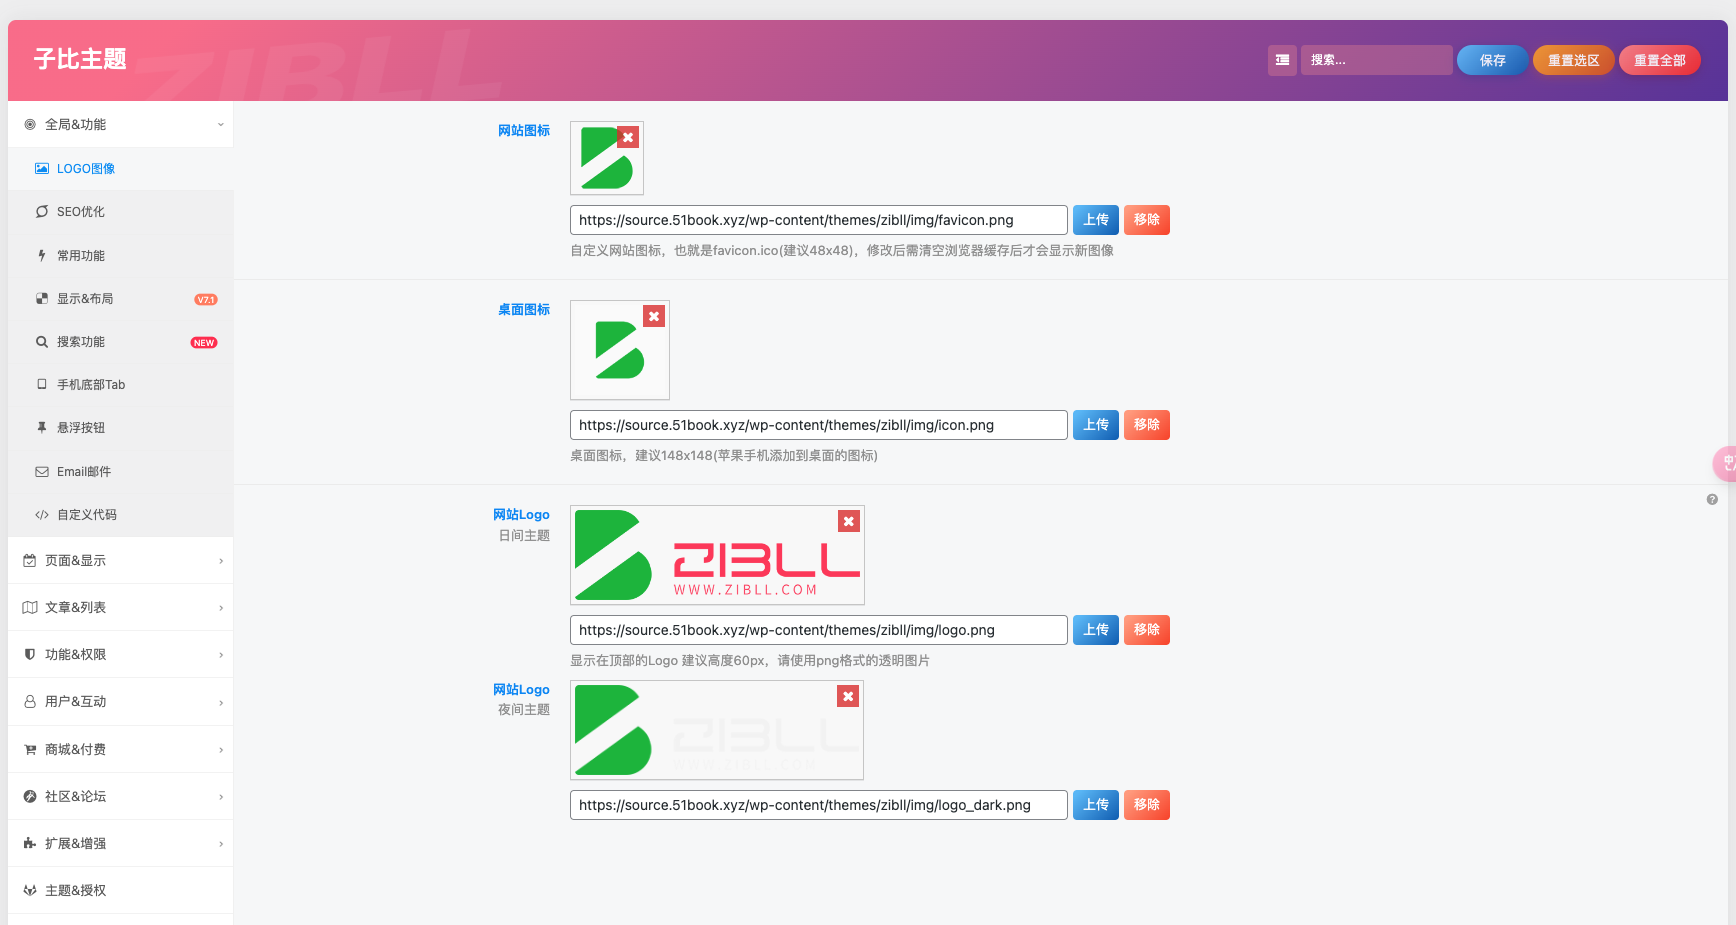 子比主题
ZIBLL
搜索...
保存
重置选区
重置全部
全局&功能
LOGO图像
SEO优化
常用功能
显示&布局
V7.1
搜索功能
NEW
手机底部Tab
悬浮按钮
Email邮件
自定义代码
页面&显示
文章&列表
功能&权限
用户&互动
商城&付费
社区&论坛
扩展&增强
主题&授权
网站图标
https://source.51book.xyz/wp-content/themes/zibll/img/favicon.png
上传
移除
自定义网站图标，也就是favicon.ico(建议48x48)，修改后需清空浏览器缓存后才会显示新图像
桌面图标
https://source.51book.xyz/wp-content/themes/zibll/img/icon.png
上传
移除
桌面图标，建议148x148(苹果手机添加到桌面的图标)
网站Logo
日间主题
ZIBLL
WWW.ZIBLL.COM
https://source.51book.xyz/wp-content/themes/zibll/img/logo.png
上传
移除
显示在顶部的Logo 建议高度60px，请使用png格式的透明图片
网站Logo
夜间主题
ZIBLL
WWW.ZIBLL.COM
https://source.51book.xyz/wp-content/themes/zibll/img/logo_dark.png
上传
移除